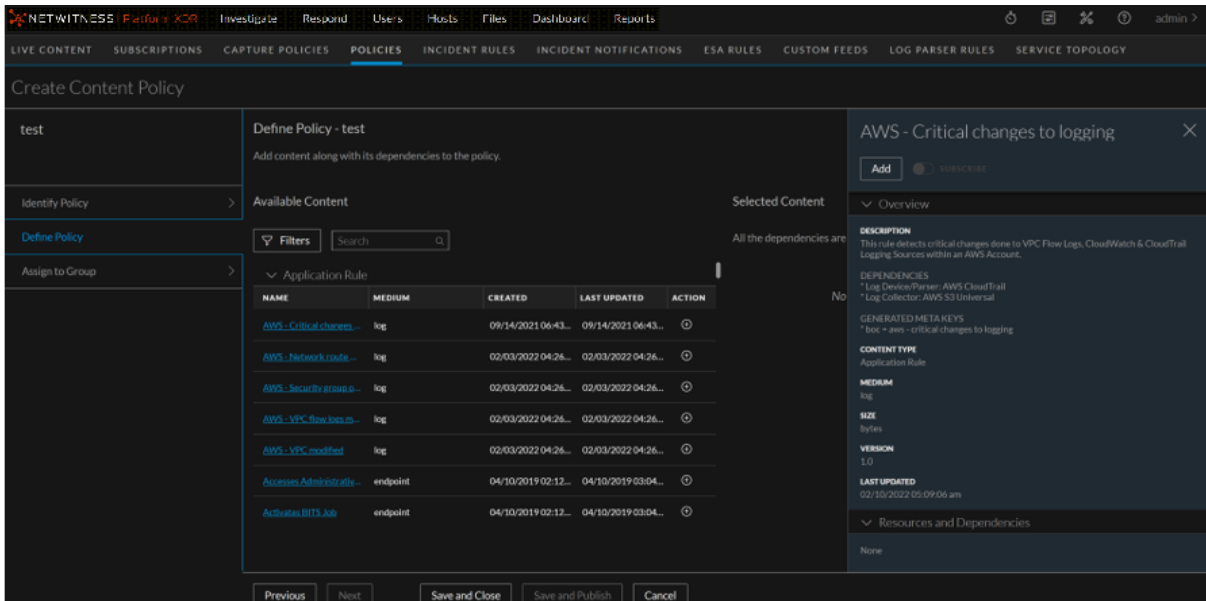 NETWITNESS Platform XDR Investigate Respond Users Hosts Files Dashboard Reports admin >
LIVE CONTENT SUBSCRIPTIONS CAPTURE POLICIES POLICIES INCIDENT RULES INCIDENT NOTIFICATIONS ESA RULES CUSTOM FEEDS LOG PARSER RULES SERVICE TOPOLOGY
Create Content Policy
test
Identify Policy
Define Policy
Assign to Group
Define Policy - test
Add content along with its dependencies to the policy.
Available Content
Filters Search
Application Rule
NAME MEDIUM CREATED LAST UPDATED ACTION
AWS - Critical changes ... log 09/14/2021 06:43... 09/14/2021 06:43...
AWS - Network route ... log 02/03/2022 04:26... 02/03/2022 04:26...
AWS - Security group o... log 02/03/2022 04:26... 02/03/2022 04:26...
AWS - VPC flow logs m... log 02/03/2022 04:26... 02/03/2022 04:26...
AWS - VPC modified log 02/03/2022 04:26... 02/03/2022 04:26...
Accesses Administrativ... endpoint 04/10/2019 02:12... 04/10/2019 03:04...
Activates BITS Job endpoint 04/10/2019 02:12... 04/10/2019 03:04...
Selected Content
All the dependencies are
No
AWS - Critical changes to logging
Add SUBSCRIBE
Overview
DESCRIPTION
This rule detects critical changes done to VPC Flow Logs, CloudWatch & CloudTrail
Logging Sources within an AWS Account.
DEPENDENCIES
* Log Device/Parser: AWS CloudTrail
* Log Collector: AWS S3 Universal
GENERATED META KEYS
* boc = aws - critical changes to logging
CONTENT TYPE
Application Rule
MEDIUM
log
SIZE
bytes
VERSION
1.0
LAST UPDATED
02/10/2022 05:09:06 am
Resources and Dependencies
None
Previous Next Save and Close Save and Publish Cancel